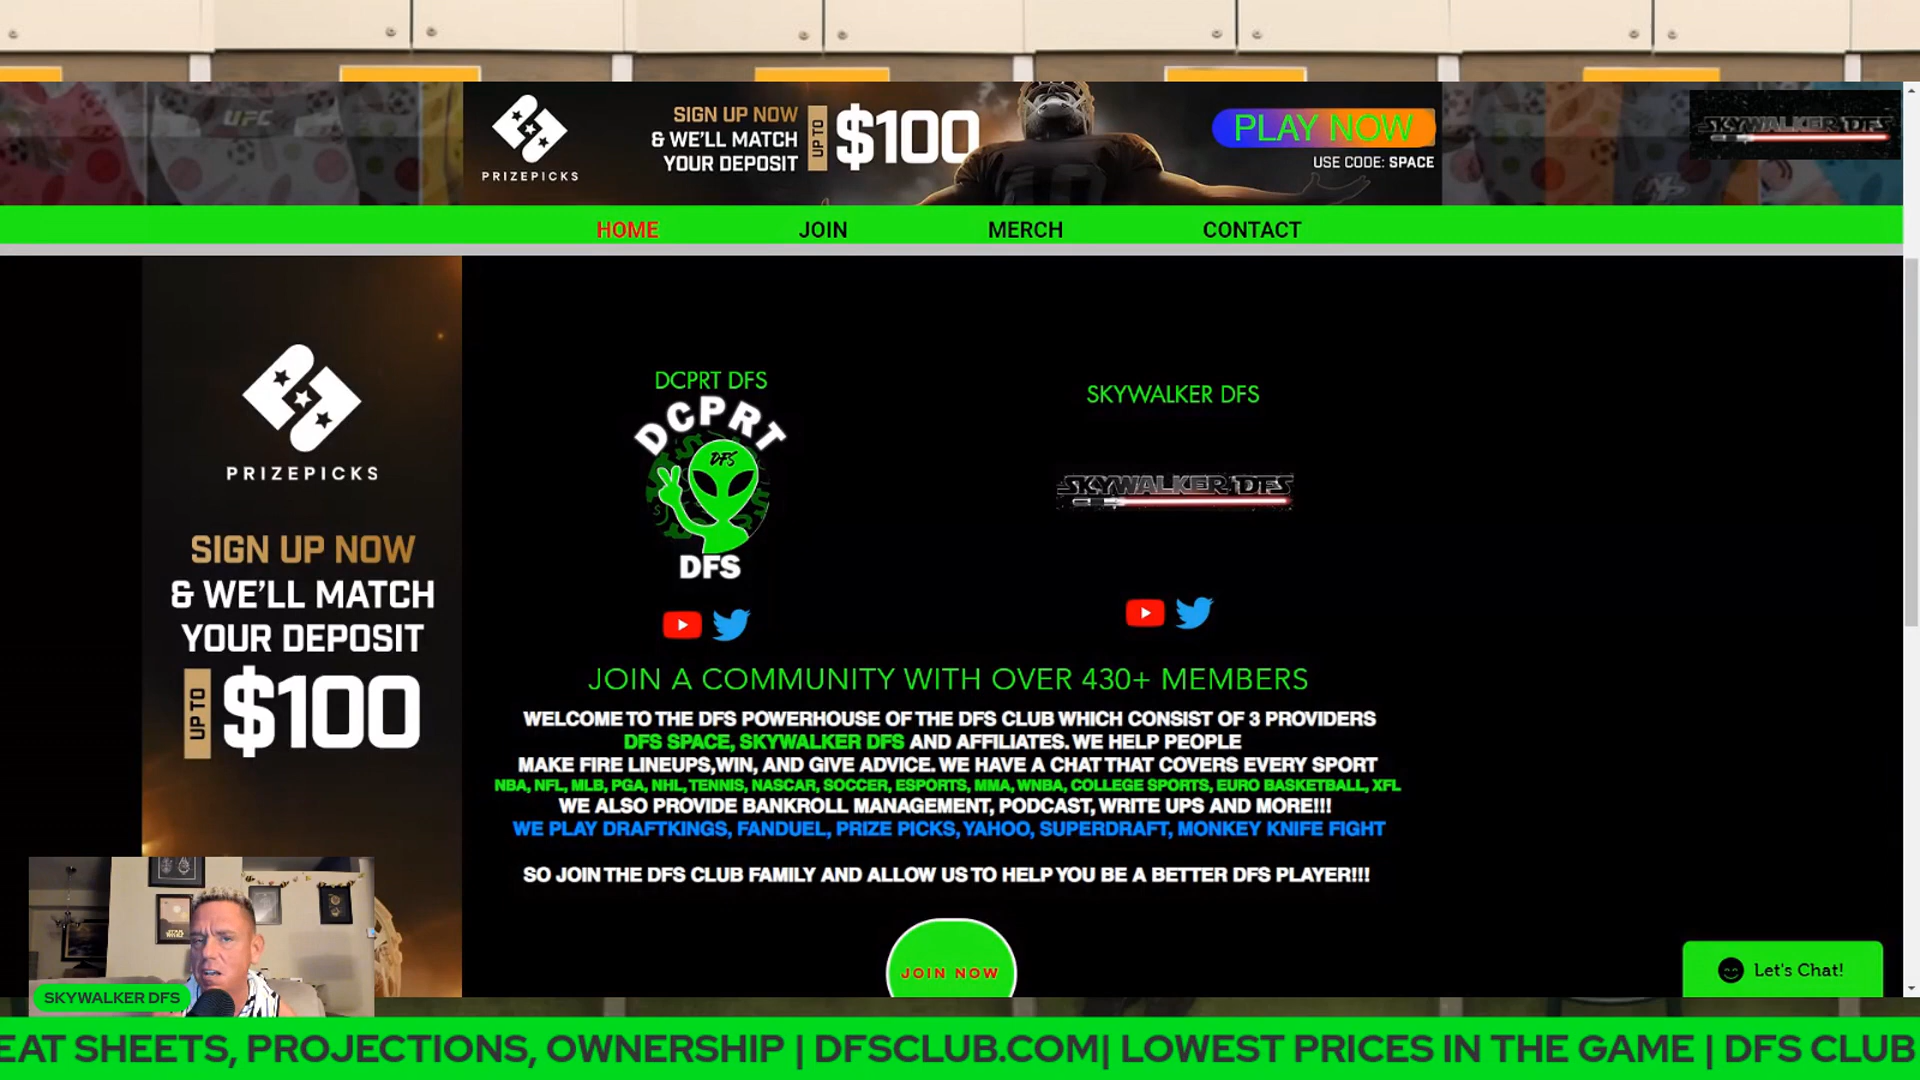 UFC
PRIZEPICKS
SIGN UP NOW
& WE'LL MATCH
YOUR DEPOSIT
UP TO
$100
PLAY NOW
USE CODE: SPACE
SKYWALKER DFS
HOME
JOIN
MERCH
CONTACT
PRIZEPICKS
SIGN UP NOW
& WE'LL MATCH
YOUR DEPOSIT
UP TO
$100
DCPRT DFS
DCPRT
DFS
DFS
SKYWALKER DFS
SKYWALKER DFS
JOIN A COMMUNITY WITH OVER 430+ MEMBERS
WELCOME TO THE DFS POWERHOUSE OF THE DFS CLUB WHICH CONSIST OF 3 PROVIDERS
DFS SPACE, SKYWALKER DFS AND AFFILIATES. WE HELP PEOPLE
MAKE FIRE LINEUPS,WIN, AND GIVE ADVICE. WE HAVE A CHAT THAT COVERS EVERY SPORT
NBA, NFL, MLB, PGA, NHL, TENNIS, NASCAR, SOCCER, ESPORTS, MMA, WNBA, COLLEGE SPORTS, EURO BASKETBALL, XFL
WE ALSO PROVIDE BANKROLL MANAGEMENT, PODCAST, WRITE UPS AND MORE!!!
WE PLAY DRAFTKINGS, FANDUEL, PRIZE PICKS, YAHOO, SUPERDRAFT, MONKEY KNIFE FIGHT
SO JOIN THE DFS CLUB FAMILY AND ALLOW US TO HELP YOU BE A BETTER DFS PLAYER!!!
JOIN NOW
Let's Chat!
SKYWALKER DFS
EAT SHEETS, PROJECTIONS, OWNERSHIP | DFSCLUB.COM| LOWEST PRICES IN THE GAME | DFS CLUB